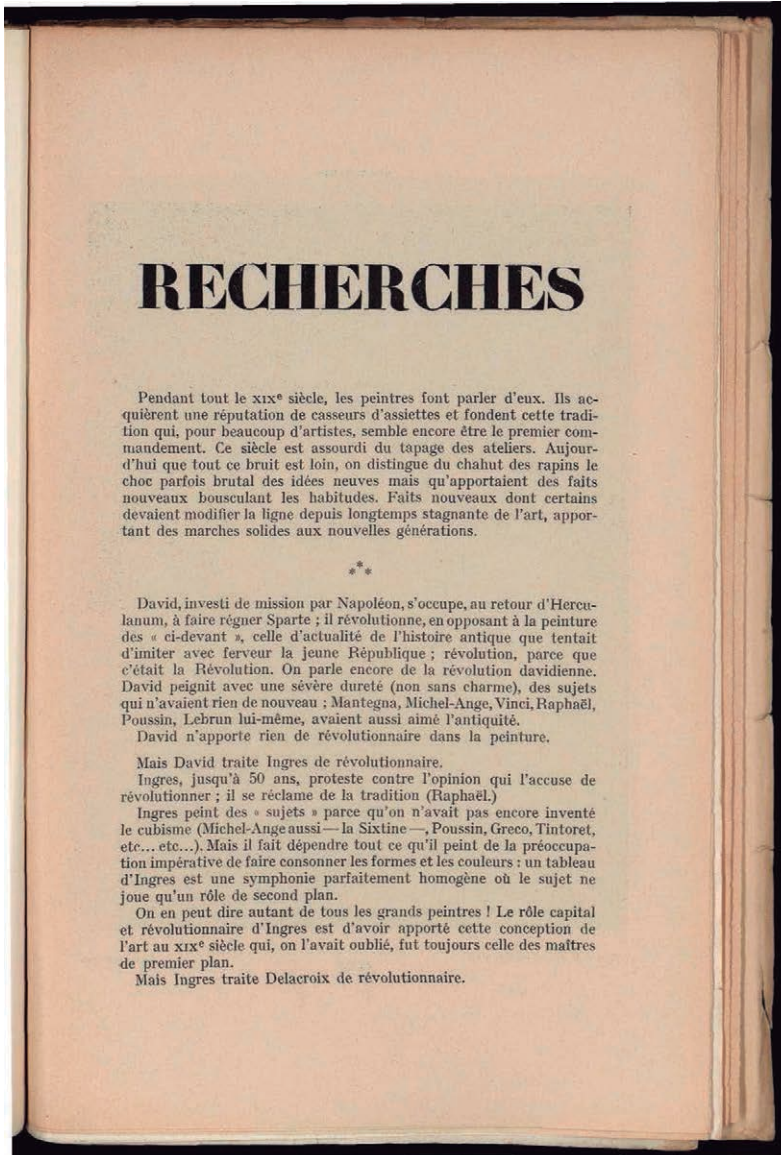 RECHERCHES
Pendant tout le XIXe siècle, les peintres font parler d'eux. Ils ac-
quièrent une réputation de casseurs d'assiettes et fondent cette tradi-
tion qui, pour beaucoup d'artistes, semble encore être le premier com-
mandement. Ce siècle est assourdi du tapage des ateliers. Aujour-
d'hui que tout ce bruit est loin, on distingue du chahut des rapins le
choc parfois brutal des idées neuves mais qu'apportaient des faits
nouveaux bousculant les habitudes. Faits nouveaux dont certains
devaient modifier la ligne depuis longtemps stagnante de l'art, appor-
tant des marches solides aux nouvelles générations.
***
David, investi de mission par Napoléon, s'occupe, au retour d'Hercu-
lanum, à faire régner Sparte ; il révolutionne, en opposant à la peinture
des « ci-devant », celle d'actualité de l'histoire antique que tentait
d'imiter avec ferveur la jeune République ; révolution, parce que
c'était la Révolution. On parle encore de la révolution davidienne.
David peignit avec une sévère dureté (non sans charme), des sujets
qui n'avaient rien de nouveau ; Mantegna, Michel-Ange, Vinci, Raphaël,
Poussin, Lebrun lui-même, avaient aussi aimé l'antiquité.
David n'apporte rien de révolutionnaire dans la peinture.
Mais David traite Ingres de révolutionnaire.
Ingres, jusqu'à 50 ans, proteste contre l'opinion qui l'accuse de
révolutionner ; il se réclame de la tradition (Raphaël.)
Ingres peint des « sujets » parce qu'on n'avait pas encore inventé
le cubisme (Michel-Ange aussi — la Sixtine —, Poussin, Greco, Tintoret,
etc... etc...). Mais il fait dépendre tout ce qu'il peint de la préoccupa-
tion impérative de faire consonner les formes et les couleurs : un tableau
d'Ingres est une symphonie parfaitement homogène où le sujet ne
joue qu'un rôle de second plan.
On en peut dire autant de tous les grands peintres ! Le rôle capital
et révolutionnaire d'Ingres est d'avoir apporté cette conception de
l'art au XIXe siècle qui, on l'avait oublié, fut toujours celle des maîtres
de premier plan.
Mais Ingres traite Delacroix de révolutionnaire.